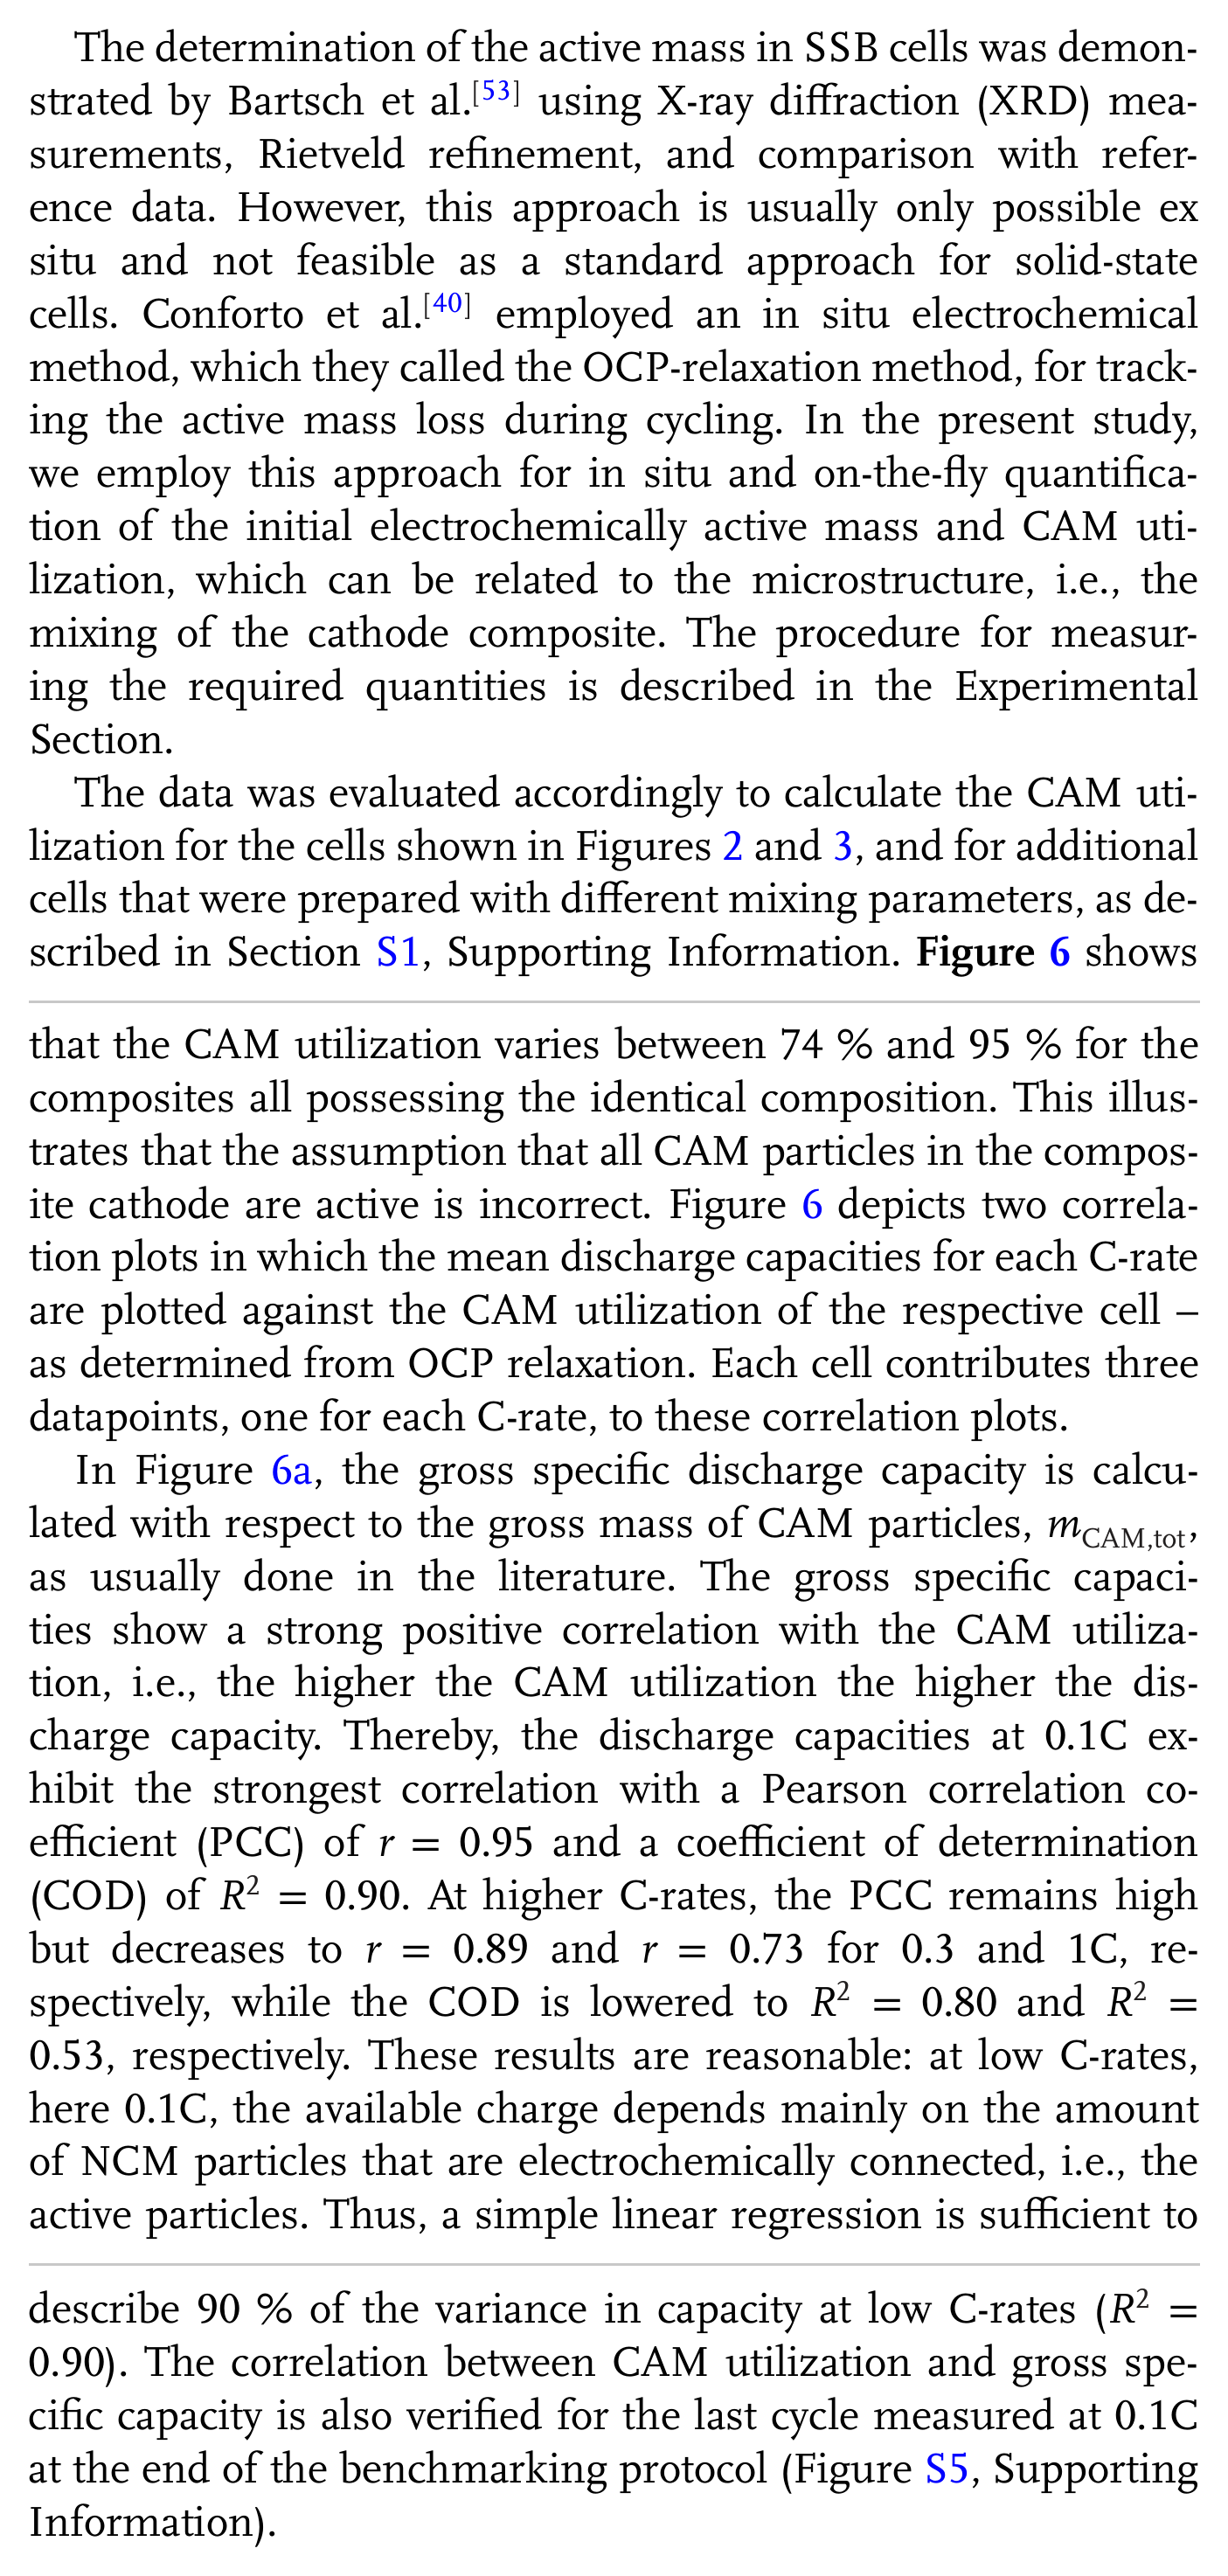 The determination of the active mass in SSB cells was demon-
strated by Bartsch et al.[53] using X-ray diffraction (XRD) mea-
surements, Rietveld refinement, and comparison with refer-
ence data. However, this approach is usually only possible ex
situ and not feasible as a standard approach for solid-state
cells. Conforto et al.[40] employed an in situ electrochemical
method, which they called the OCP-relaxation method, for track-
ing the active mass loss during cycling. In the present study,
we employ this approach for in situ and on-the-fly quantifica-
tion of the initial electrochemically active mass and CAM uti-
lization, which can be related to the microstructure, i.e., the
mixing of the cathode composite. The procedure for measur-
ing the required quantities is described in the Experimental
Section.
The data was evaluated accordingly to calculate the CAM uti-
lization for the cells shown in Figures 2 and 3, and for additional
cells that were prepared with different mixing parameters, as de-
scribed in Section S1, Supporting Information. Figure 6 shows
that the CAM utilization varies between 74 % and 95 % for the
composites all possessing the identical composition. This illus-
trates that the assumption that all CAM particles in the compos-
ite cathode are active is incorrect. Figure 6 depicts two correla-
tion plots in which the mean discharge capacities for each C-rate
are plotted against the CAM utilization of the respective cell –
as determined from OCP relaxation. Each cell contributes three
datapoints, one for each C-rate, to these correlation plots.
In Figure 6a, the gross specific discharge capacity is calcu-
lated with respect to the gross mass of CAM particles, mCAM,tot,
as usually done in the literature. The gross specific capaci-
ties show a strong positive correlation with the CAM utiliza-
tion, i.e., the higher the CAM utilization the higher the dis-
charge capacity. Thereby, the discharge capacities at 0.1C ex-
hibit the strongest correlation with a Pearson correlation co-
efficient (PCC) of r = 0.95 and a coefficient of determination
(COD) of R² = 0.90. At higher C-rates, the PCC remains high
but decreases to r = 0.89 and r = 0.73 for 0.3 and 1C, re-
spectively, while the COD is lowered to R² = 0.80 and R² =
0.53, respectively. These results are reasonable: at low C-rates,
here 0.1C, the available charge depends mainly on the amount
of NCM particles that are electrochemically connected, i.e., the
active particles. Thus, a simple linear regression is sufficient to
describe 90 % of the variance in capacity at low C-rates (R² =
0.90). The correlation between CAM utilization and gross spe-
cific capacity is also verified for the last cycle measured at 0.1C
at the end of the benchmarking protocol (Figure S5, Supporting
Information).